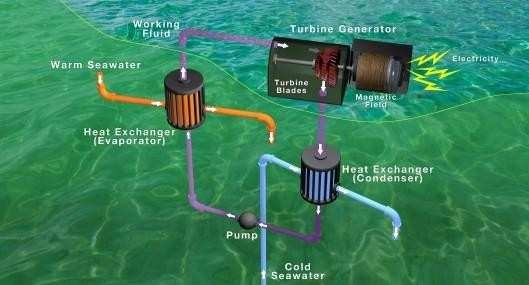 Working
Fluid
Turbine Generator
Warm Seawater
Electricity
Turbine
Blades
Magnetic
Field
Heat Exchanger
(Evaporator)
Heat Exchanger
(Condenser)
Pump
Cold
Seawater